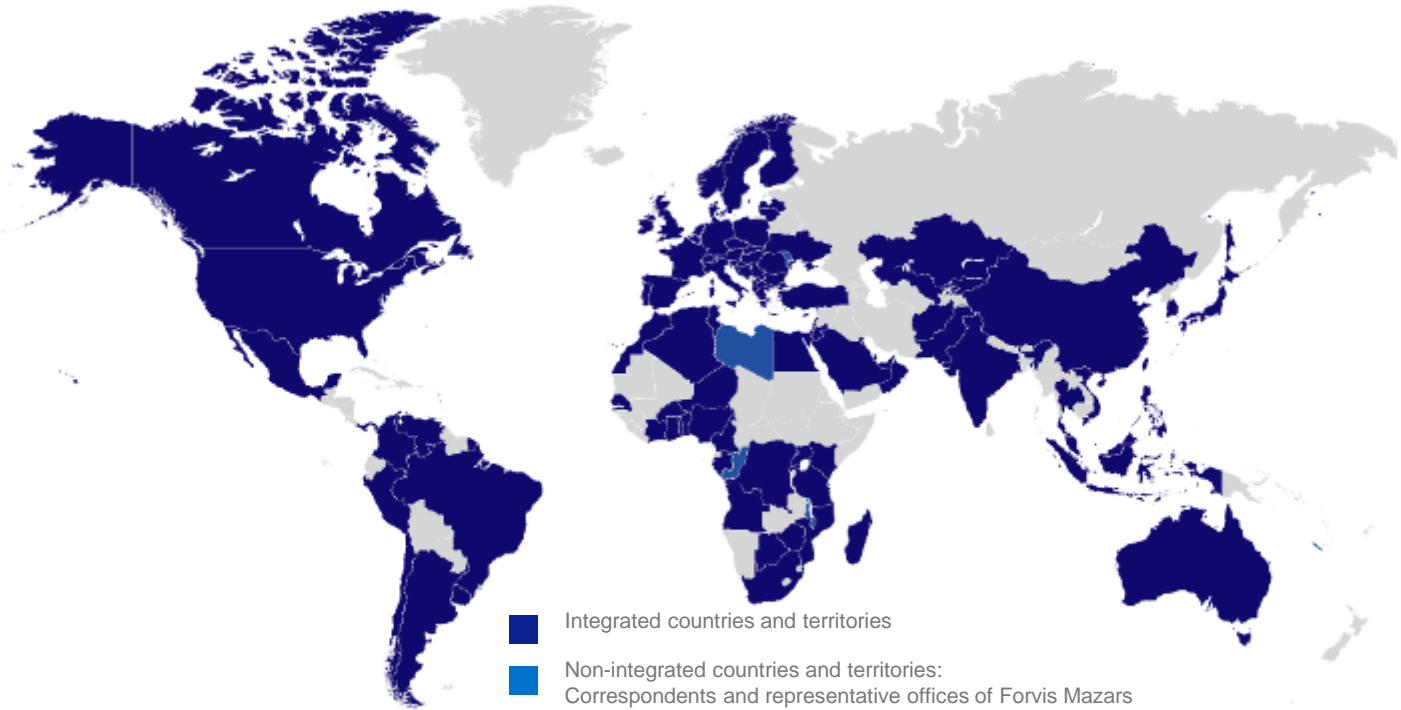 Integrated countries and territories
Non-integrated countries and territories:
Correspondents and representative offices of Forvis Mazars